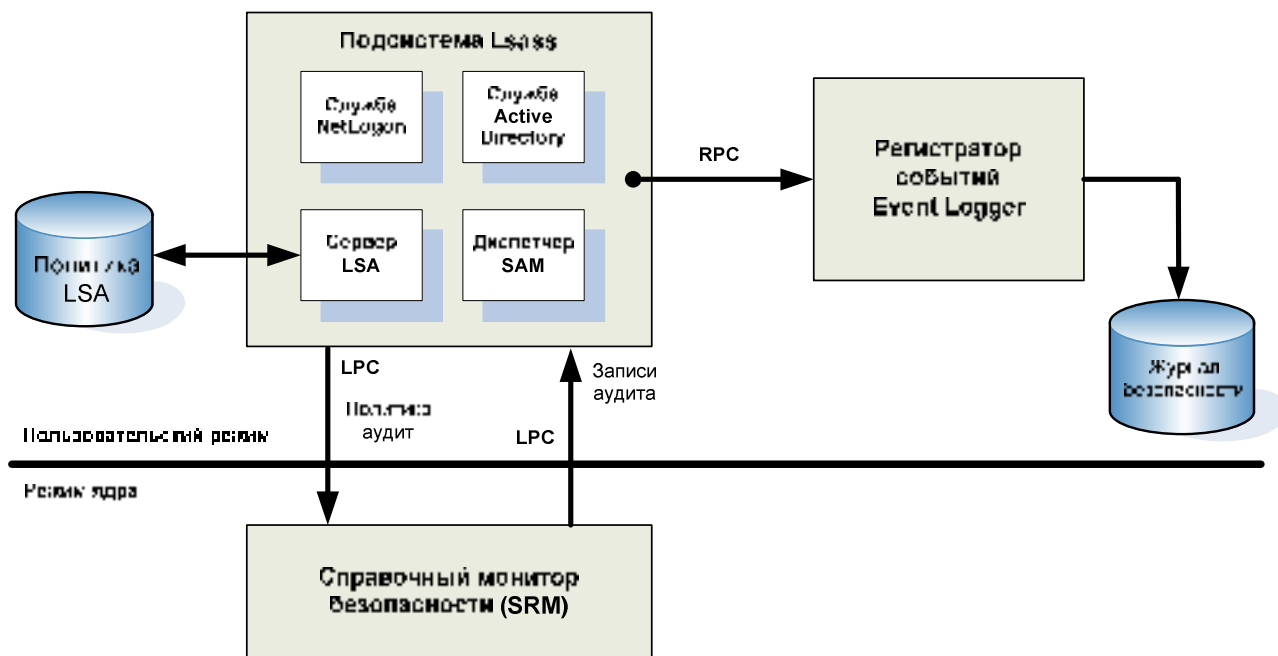 Подсистема Lsass
Служба
NetLogon
Служба
Active
Directory
RPC
Регистратор
событий
Event Logger
Политика
LSA
Сервер
LSA
Диспетчер
SAM
Журнал
безопасности
LPC
Политика
аудит
Записи
аудита
LPC
Пользовательский режим
Режим ядра
Справочный монитор
безопасности (SRM)